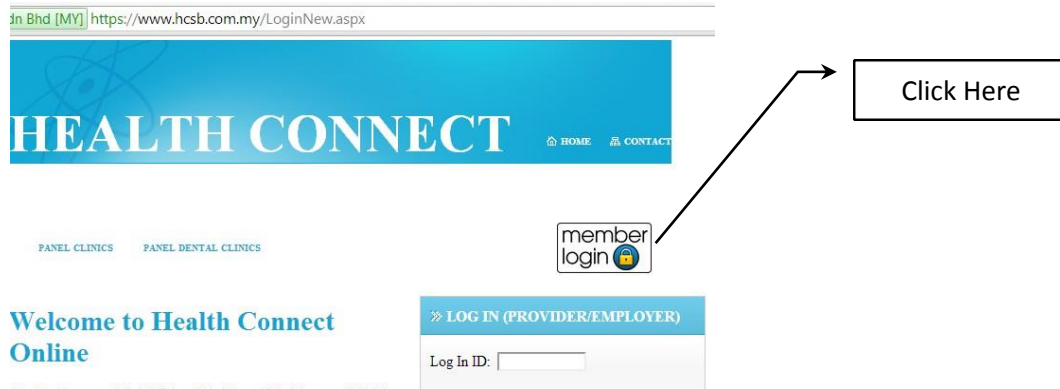 dn Bhd [MY] https://www.hcsb.com.my/LoginNew.aspx
Click Here
HEALTH CONNECT
HOME CONTACT
member
login
PANEL CLINICS PANEL DENTAL CLINICS
Welcome to Health Connect
Online
» LOG IN (PROVIDER/EMPLOYER)
Log In ID: